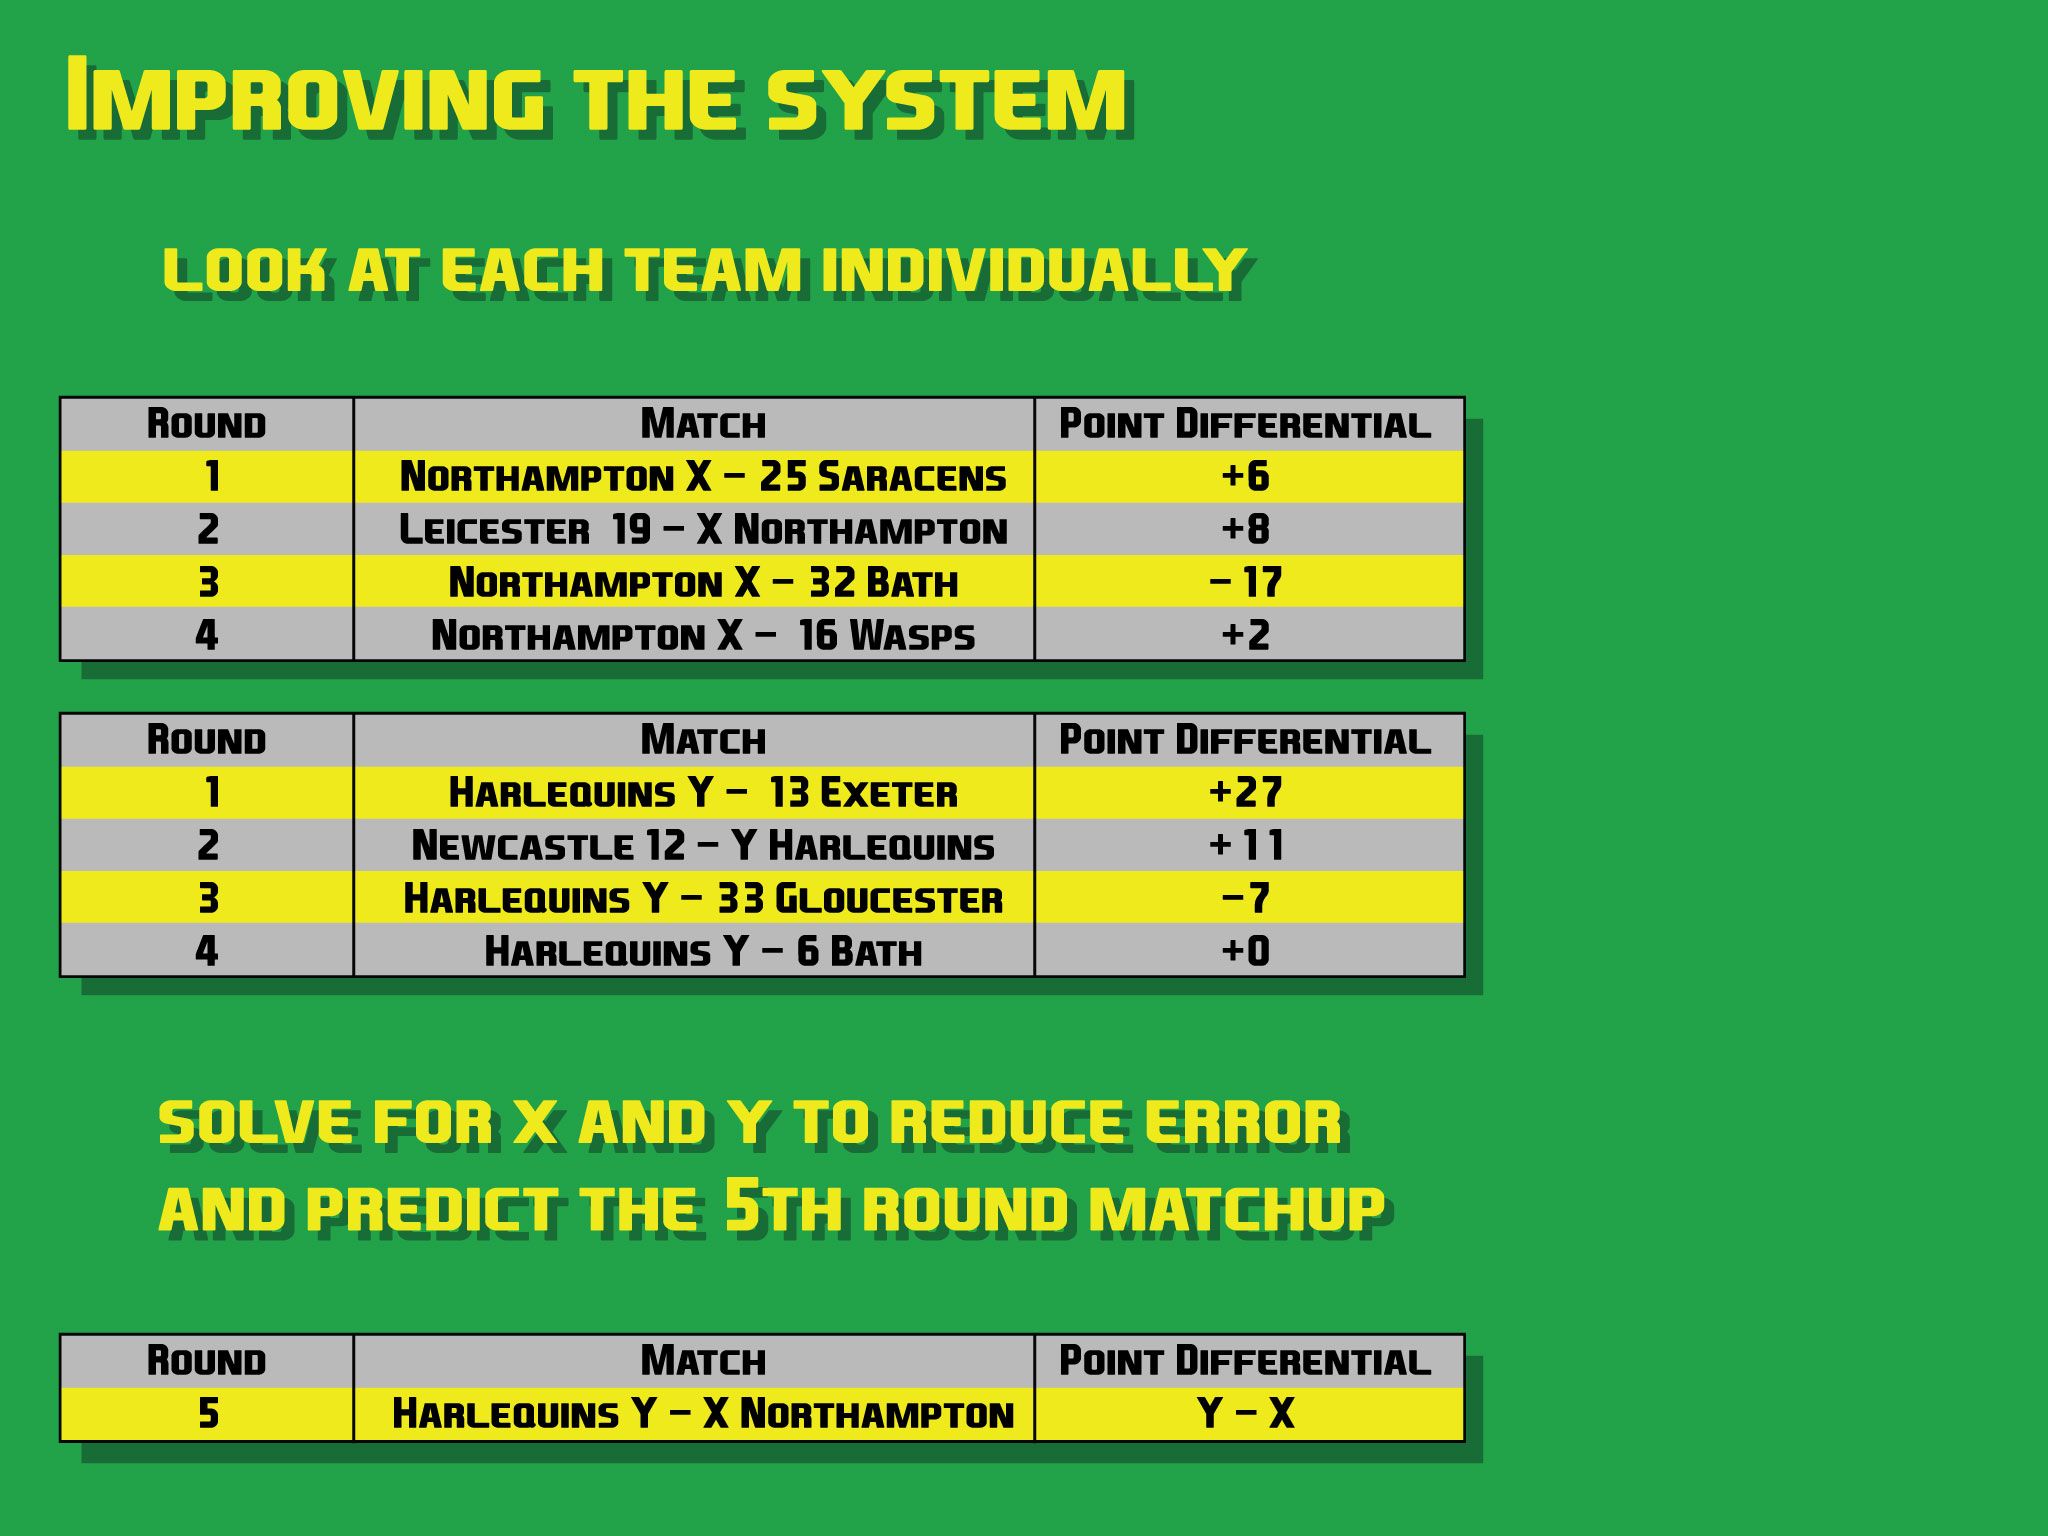 Improving the system
look at each team individually
Round Match Point Differential
1 Northampton X – 25 Saracens +6
2 Leicester 19 – X Northampton +8
3 Northampton X – 32 Bath – 17
4 Northampton X – 16 Wasps +2
Round Match Point Differential
1 Harlequins Y – 13 Exeter +27
2 Newcastle 12 – Y Harlequins +11
3 Harlequins Y – 33 Gloucester –7
4 Harlequins Y – 6 Bath +0
solve for x and y to reduce error
and predict the 5th round matchup
Round Match Point Differential
5 Harlequins Y – X Northampton Y – X